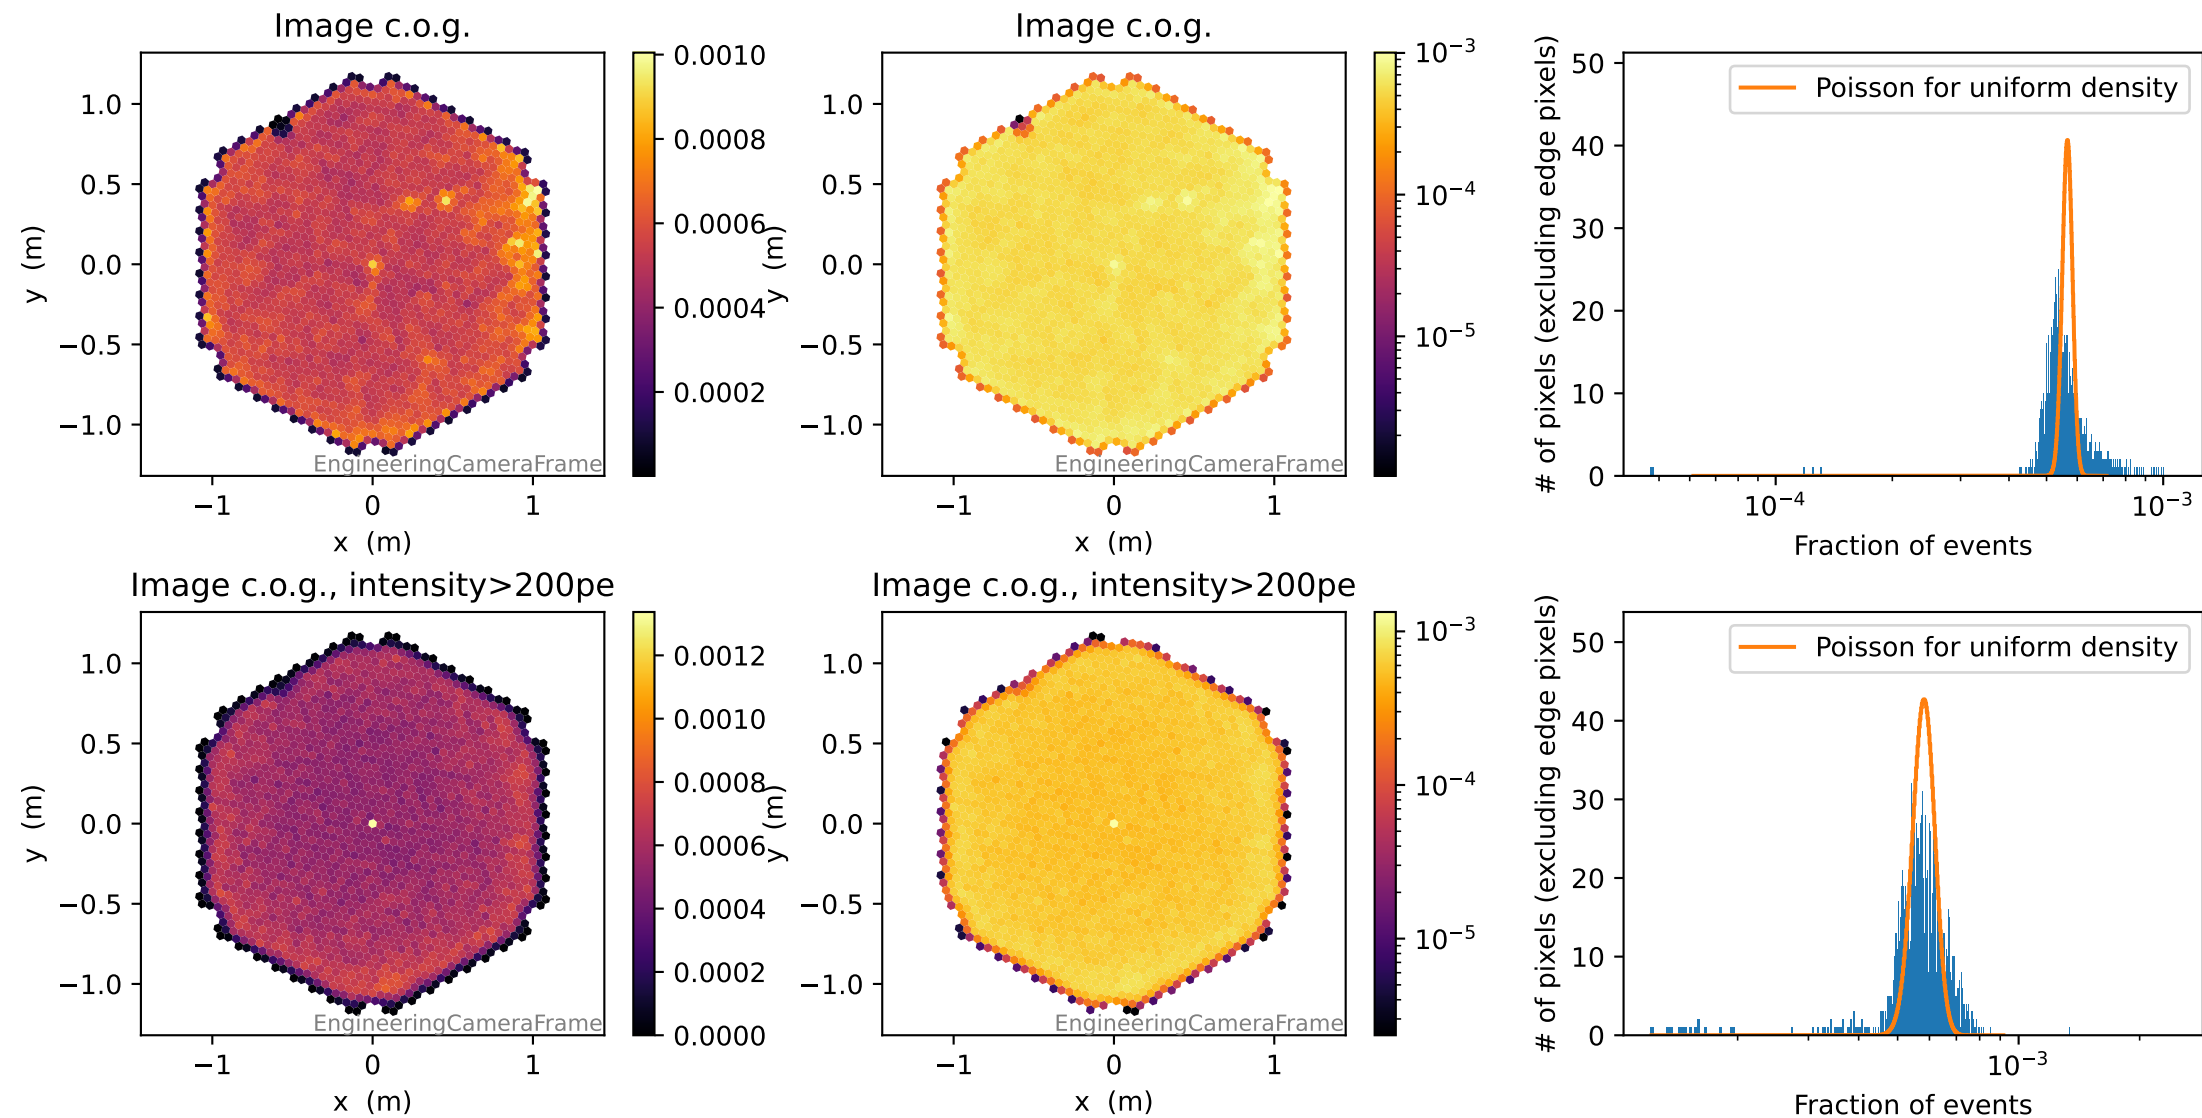 Image c.o.g.
y (m)
1.0
0.5
0.0
−0.5
−1.0
−1
0
1
x (m)
EngineeringCameraFrame
0.0010
0.0008
0.0006
0.0004
0.0002
Image c.o.g.
y (m)
1.0
0.5
0.0
−0.5
−1.0
−1
0
1
x (m)
EngineeringCameraFrame
10⁻³
10⁻⁴
10⁻⁵
# of pixels (excluding edge pixels)
50
40
30
20
10
0
Poisson for uniform density
10⁻⁴
10⁻³
Fraction of events
Image c.o.g., intensity>200pe
y (m)
1.0
0.5
0.0
−0.5
−1.0
−1
0
1
x (m)
EngineeringCameraFrame
0.0012
0.0010
0.0008
0.0006
0.0004
0.0002
0.0000
Image c.o.g., intensity>200pe
y (m)
1.0
0.5
0.0
−0.5
−1.0
−1
0
1
x (m)
EngineeringCameraFrame
10⁻³
10⁻⁴
10⁻⁵
# of pixels (excluding edge pixels)
50
40
30
20
10
0
Poisson for uniform density
10⁻³
Fraction of events